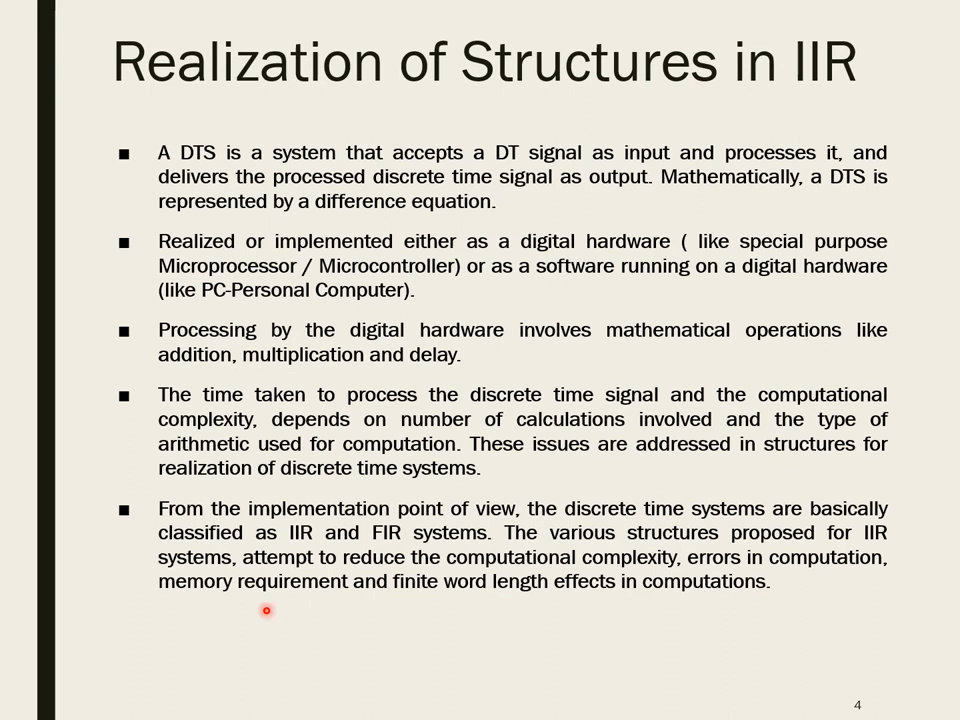 Realization of Structures in IIR
■ A DTS is a system that accepts a DT signal as input and processes it, and
delivers the processed discrete time signal as output. Mathematically, a DTS is
represented by a difference equation.
■ Realized or implemented either as a digital hardware ( like special purpose
Microprocessor / Microcontroller) or as a software running on a digital hardware
(like PC-Personal Computer).
■ Processing by the digital hardware involves mathematical operations like
addition, multiplication and delay.
■ The time taken to process the discrete time signal and the computational
complexity, depends on number of calculations involved and the type of
arithmetic used for computation. These issues are addressed in structures for
realization of discrete time systems.
■ From the implementation point of view, the discrete time systems are basically
classified as IIR and FIR systems. The various structures proposed for IIR
systems, attempt to reduce the computational complexity, errors in computation,
memory requirement and finite word length effects in computations.
4